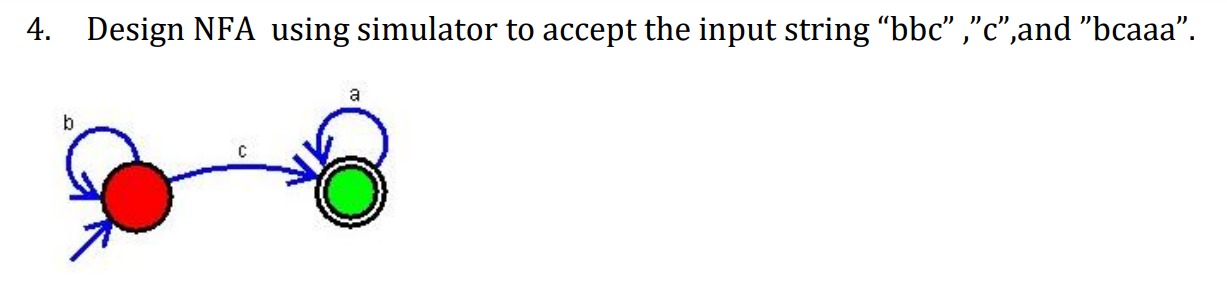 4. Design NFA using simulator to accept the input string “bbc” ,”c”,and ”bcaaa”.
a
b
c